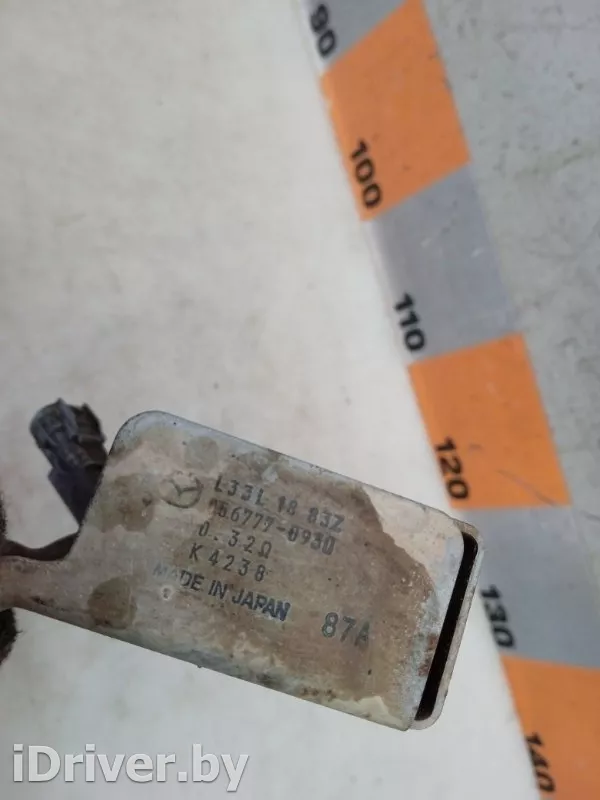 90
100
110
120
130
140
L33L 18 83Z
166777-0930
0.32Ω
K4238
MADE IN JAPAN
87A
iDriver.by